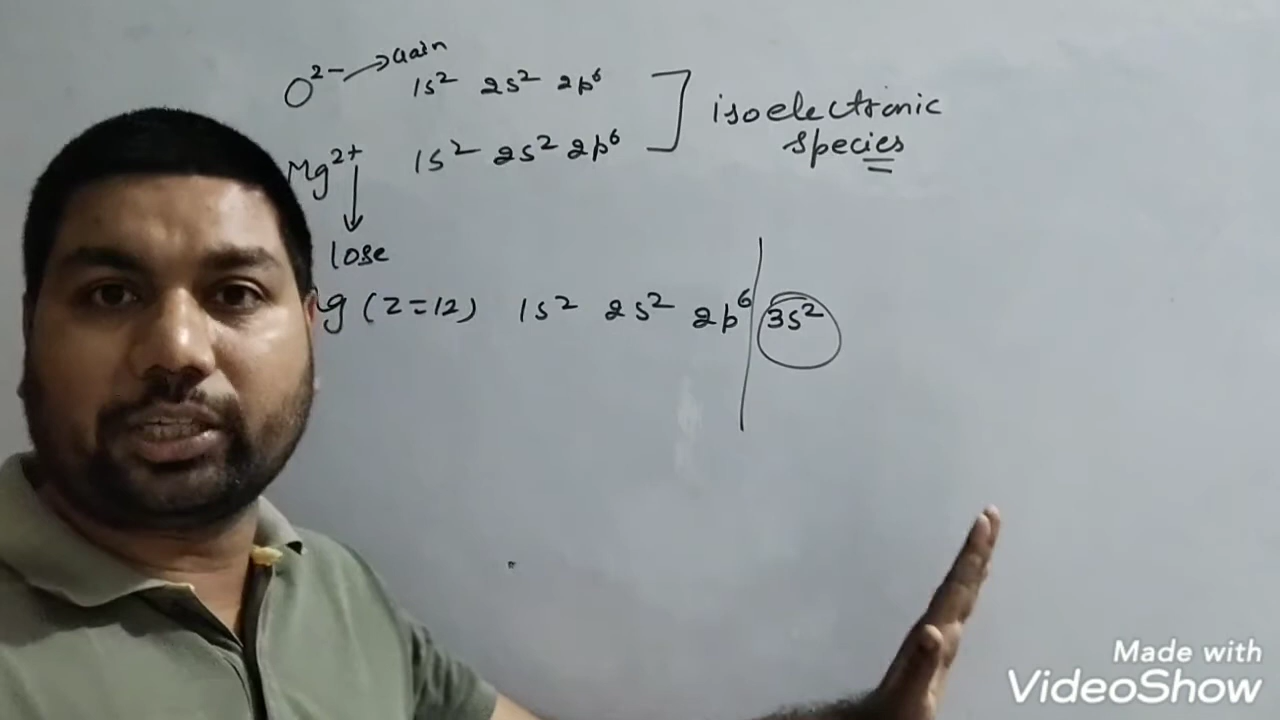 O²⁻ → Gain 1s² 2s² 2p⁶
isoelectronic
species
Mg²⁺ 1s² 2s² 2p⁶
lose
g (Z=12) 1s² 2s² 2p⁶ 3s²
Made with
VideoShow